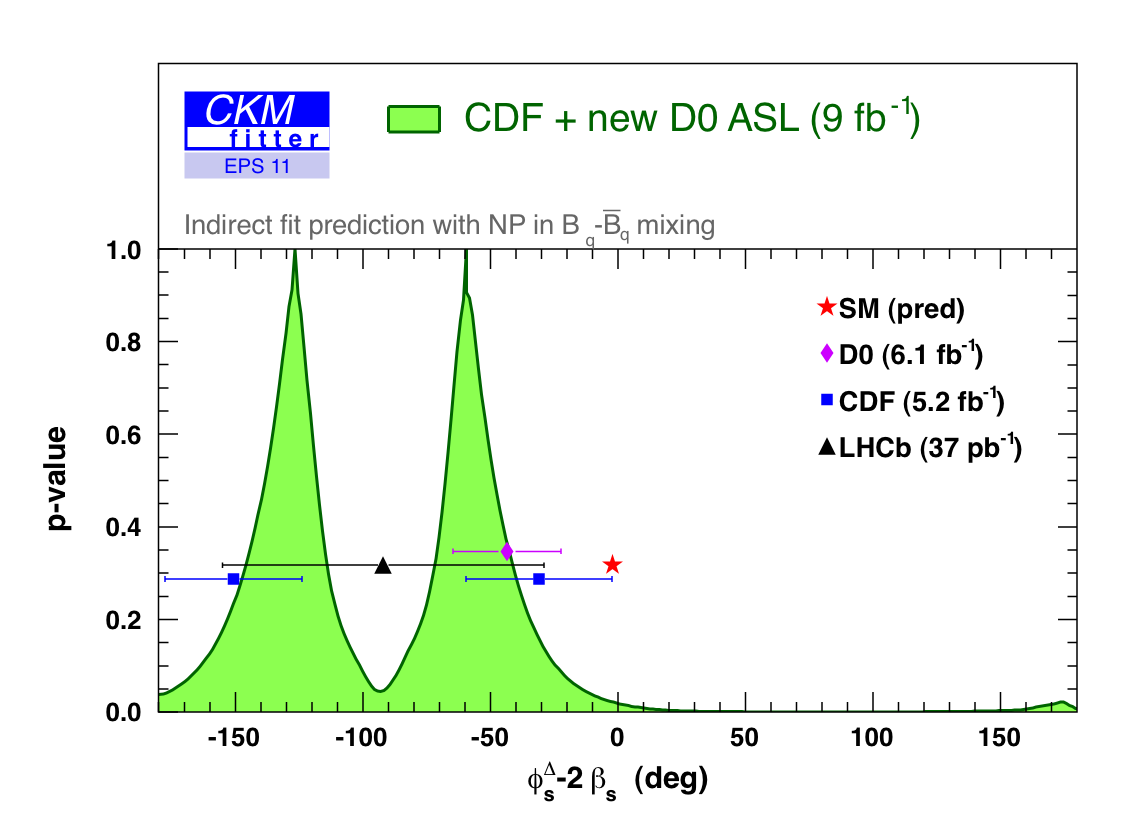 CKM
fitter
EPS 11
CDF + new D0 ASL (9 fb⁻¹)
Indirect fit prediction with NP in B q-B̅q mixing
1.0
0.8
0.6
0.4
0.2
0.0
p-value
SM (pred)
D0 (6.1 fb⁻¹)
CDF (5.2 fb⁻¹)
LHCb (37 pb⁻¹)
-150 -100 -50 0 50 100 150
ϕsΔ-2 βs (deg)